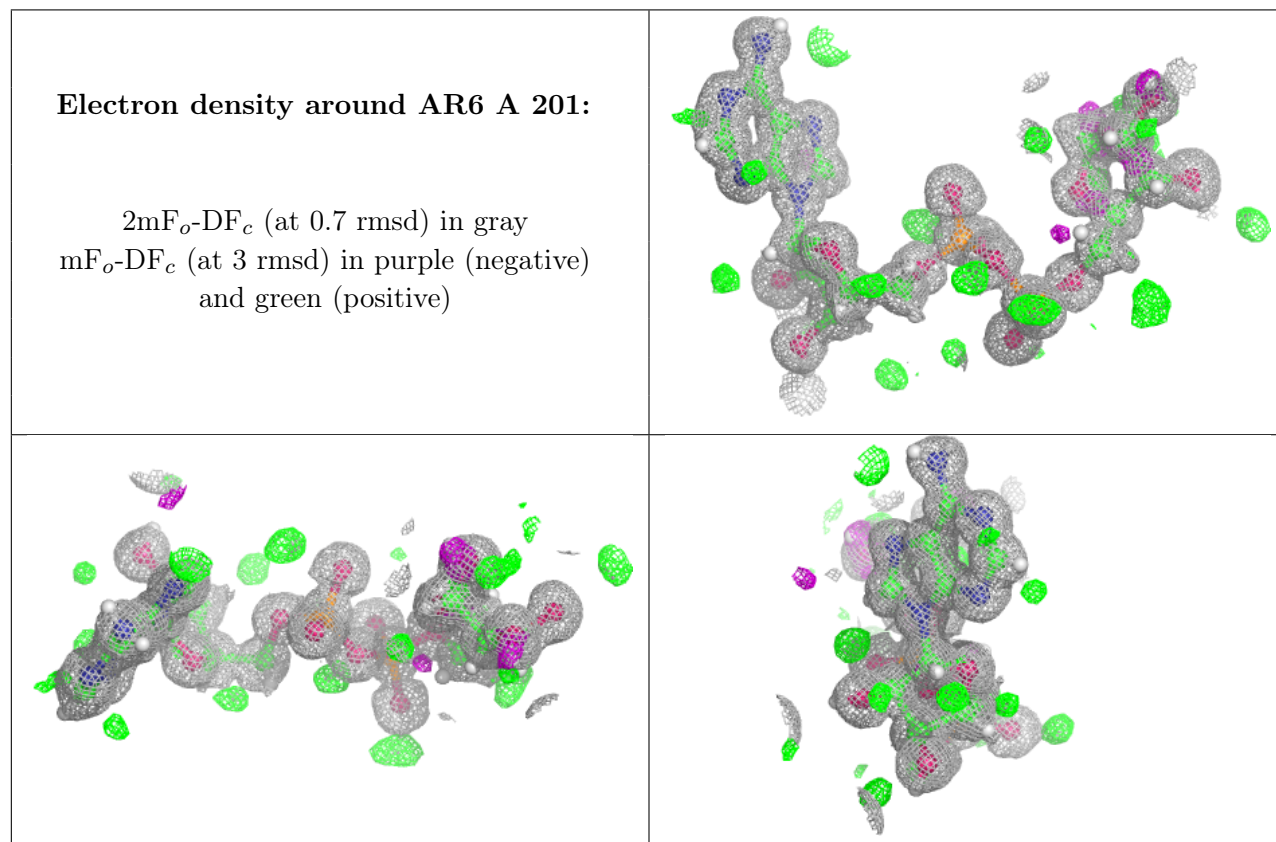 Electron density around AR6 A 201:
2mFo-DFc (at 0.7 rmsd) in gray
mFo-DFc (at 3 rmsd) in purple (negative)
and green (positive)